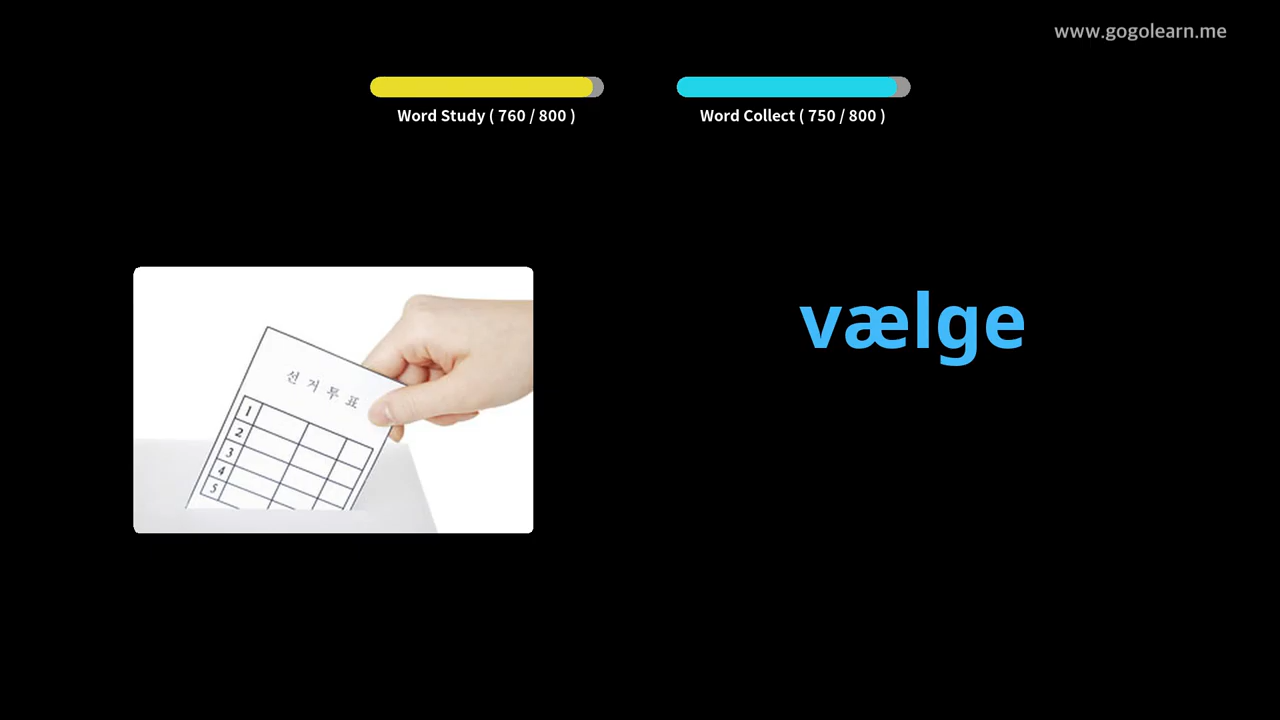 www.gogolearn.me
Word Study ( 760 / 800 )
Word Collect ( 750 / 800 )
vælge
선거투표
1
2
3
4
5